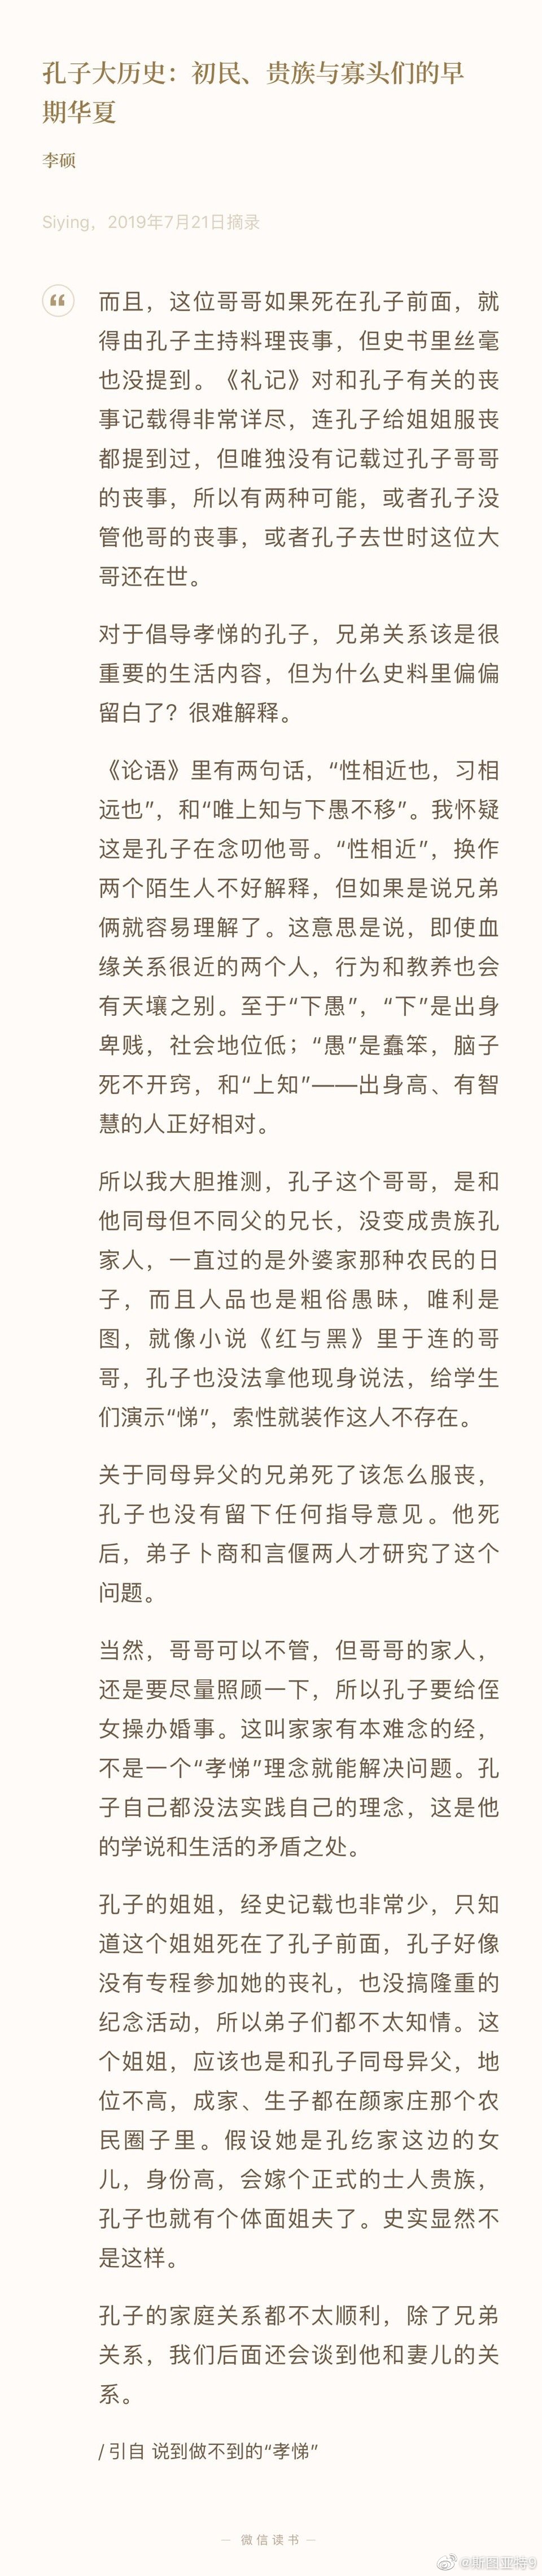 孔子大历史：初民、贵族与寡头们的早
期华夏
李硕
Siying，2019年7月21日摘录
而且，这位哥哥如果死在孔子前面，就
得由孔子主持料理丧事，但史书里丝毫
也没提到。《礼记》对和孔子有关的丧
事记载得非常详尽，连孔子给姐姐服丧
都提到过，但唯独没有记载过孔子哥哥
的丧事，所以有两种可能，或者孔子没
管他哥的丧事，或者孔子去世时这位大
哥还在世。
对于倡导孝悌的孔子，兄弟关系该是很
重要的生活内容，但为什么史料里偏偏
留白了？很难解释。
《论语》里有两句话，“性相近也，习相
远也”，和“唯上知与下愚不移”。我怀疑
这是孔子在念叨他哥。“性相近”，换作
两个陌生人不好解释，但如果是说兄弟
俩就容易理解了。这意思是说，即使血
缘关系很近的两个人，行为和教养也会
有天壤之别。至于“下愚”，“下”是出身
卑贱，社会地位低；“愚”是蠢笨，脑子
死不开窍，和“上知”——出身高、有智
慧的人正好相对。
所以我大胆推测，孔子这个哥哥，是和
他同母但不同父的兄长，没变成贵族孔
家人，一直过的是外婆家那种农民的日
子，而且人品也是粗俗愚昧，唯利是
图，就像小说《红与黑》里于连的哥
哥，孔子也没法拿他现身说法，给学生
们演示“悌”，索性就装作这人不存在。
关于同母异父的兄弟死了该怎么服丧，
孔子也没有留下任何指导意见。他死
后，弟子卜商和言偃两人才研究了这个
问题。
当然，哥哥可以不管，但哥哥的家人，
还是要尽量照顾一下，所以孔子要给侄
女操办婚事。这叫家家有本难念的经，
不是一个“孝悌”理念就能解决问题。孔
子自己都没法实践自己的理念，这是他
的学说和生活的矛盾之处。
孔子的姐姐，经史记载也非常少，只知
道这个姐姐死在了孔子前面，孔子好像
没有专程参加她的丧礼，也没搞隆重的
纪念活动，所以弟子们都不太知情。这
个姐姐，应该也是和孔子同母异父，地
位不高，成家、生子都在颜家庄那个农
民圈子里。假设她是孔纥家这边的女
儿，身份高，会嫁个正式的士人贵族，
孔子也就有个体面姐夫了。史实显然不
是这样。
孔子的家庭关系都不太顺利，除了兄弟
关系，我们后面还会谈到他和妻儿的关
系。
/ 引自 说到做不到的“孝悌”
— 微信读书 —
@新图亚特9